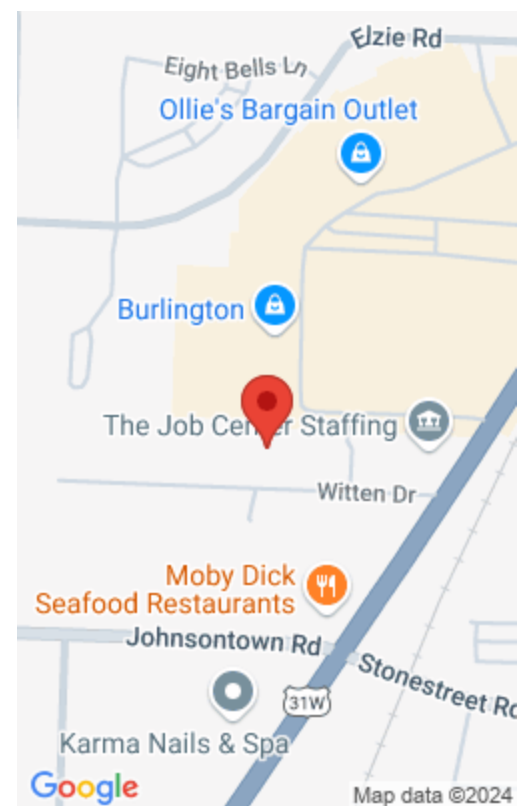 Elzie Rd
Eight Bells Ln
Ollie's Bargain Outlet
Burlington
The Job Center Staffing
Witten Dr
Moby Dick
Seafood Restaurants
Johnsontown Rd
Stonestreet Rd
31W
Karma Nails & Spa
Google
Map data ©2024